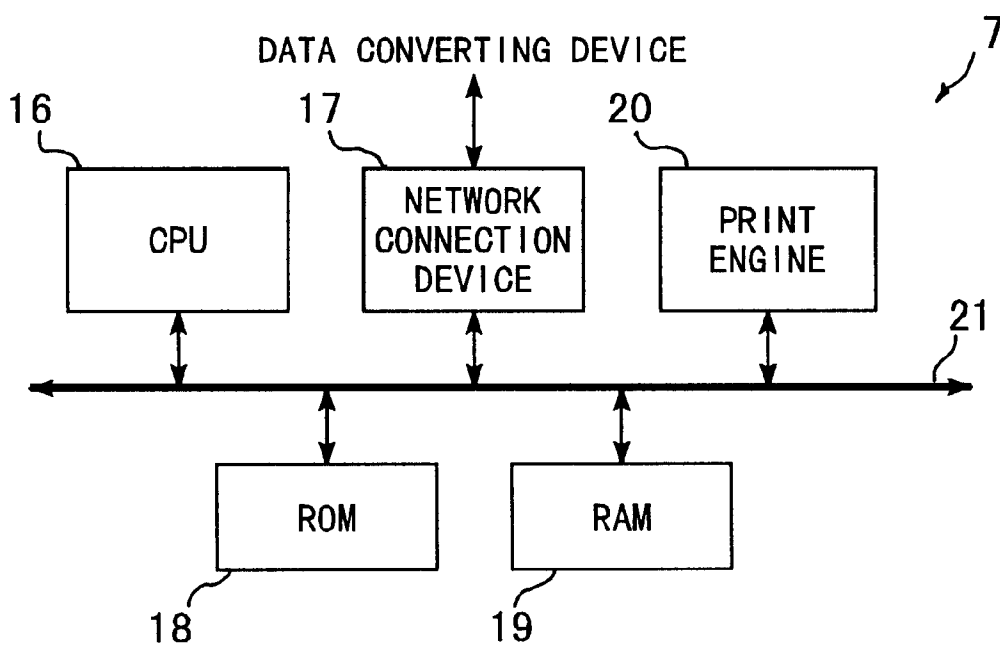 7
DATA CONVERTING DEVICE
16
17
20
CPU
NETWORK
CONNECTION
DEVICE
PRINT
ENGINE
21
ROM
RAM
18
19